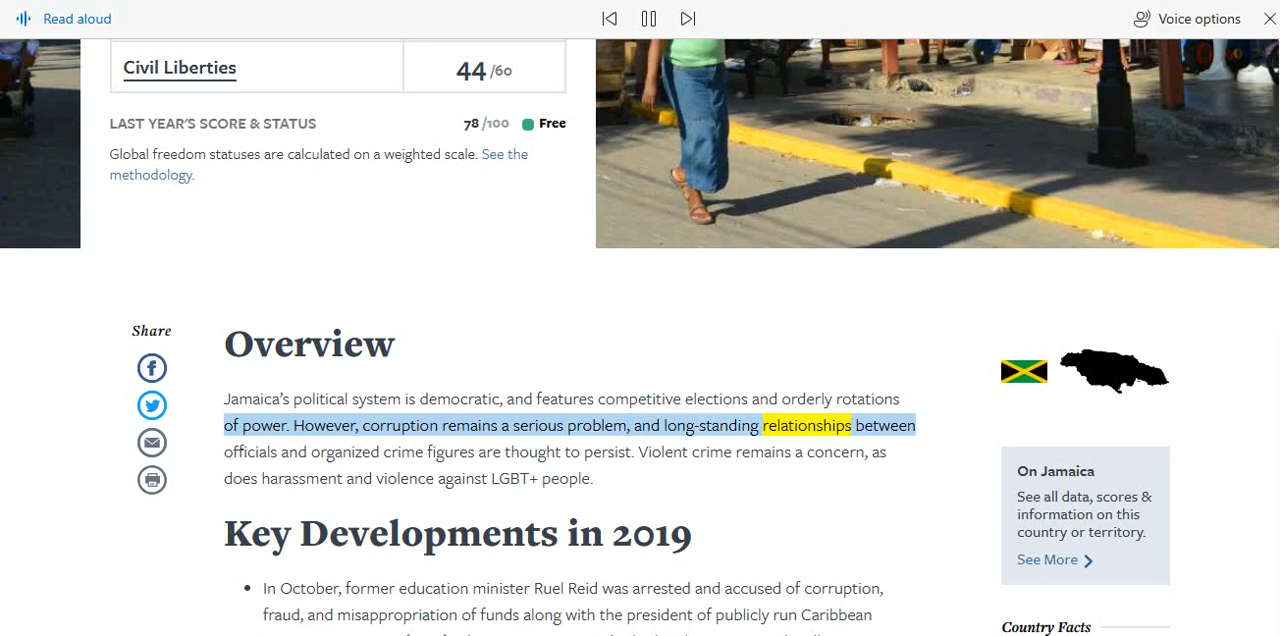 Read aloud
Voice options
Civil Liberties
44 /60
LAST YEAR'S SCORE & STATUS
78 /100 Free
Global freedom statuses are calculated on a weighted scale. See the
methodology.
Share
Overview
Jamaica’s political system is democratic, and features competitive elections and orderly rotations
of power. However, corruption remains a serious problem, and long-standing relationships between
officials and organized crime figures are thought to persist. Violent crime remains a concern, as
does harassment and violence against LGBT+ people.
Key Developments in 2019
• In October, former education minister Ruel Reid was arrested and accused of corruption,
fraud, and misappropriation of funds along with the president of publicly run Caribbean
On Jamaica
See all data, scores &
information on this
country or territory.
See More
Country Facts